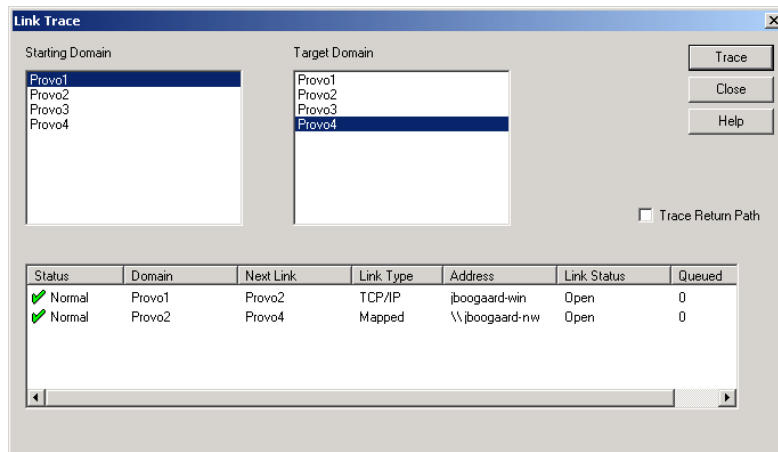 Link Trace
Starting Domain Target Domain
Trace
Close
Help
Provo1
Provo2
Provo3
Provo4
Provo1
Provo2
Provo3
Provo4
Trace Return Path
Status Domain Next Link Link Type Address Link Status Queued
Normal Provo1 Provo2 TCP/IP jboogaard-win Open 0
Normal Provo2 Provo4 Mapped \\jboogaard-nw Open 0